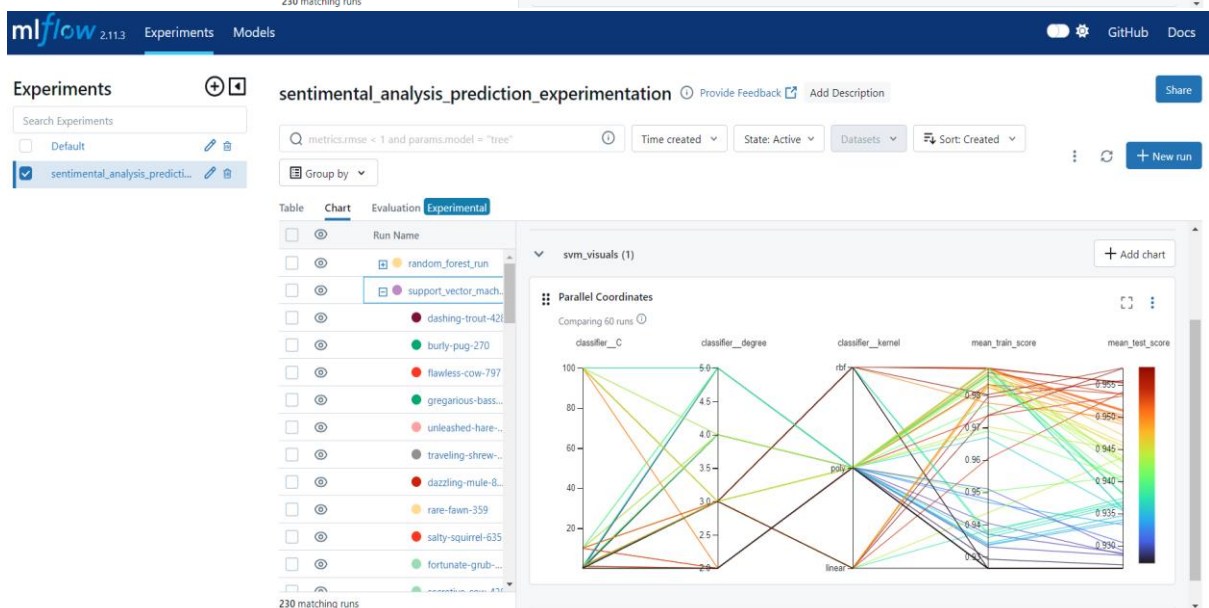 230 matching runs
mlflow 2.11.3 Experiments Models GitHub Docs
Experiments
Search Experiments
Default
sentimental_analysis_predicti...
sentimental_analysis_prediction_experimentation Provide Feedback Add Description Share
metrics.rmse < 1 and params.model = "tree" Time created State: Active Datasets Sort: Created
+ New run
Group by
Table Chart Evaluation Experimental
Run Name
random_forest_run
support_vector_mach...
dashing-trout-428
burly-pug-270
flawless-cow-797
gregarious-bass...
unleashed-hare-...
traveling-shrew-...
dazzling-mule-8...
rare-fawn-359
salty-squirrel-635
fortunate-grub-...
230 matching runs
svm_visuals (1) + Add chart
Parallel Coordinates
Comparing 60 runs
classifier__C classifier__degree classifier__kernel mean_train_score mean_test_score
100
80
60
40
20
5.0
4.5
4.0
3.5
3.0
2.5
2.0
rbf
poly
linear
0.98
0.97
0.96
0.95
0.94
0.93
0.955
0.950
0.945
0.940
0.935
0.930